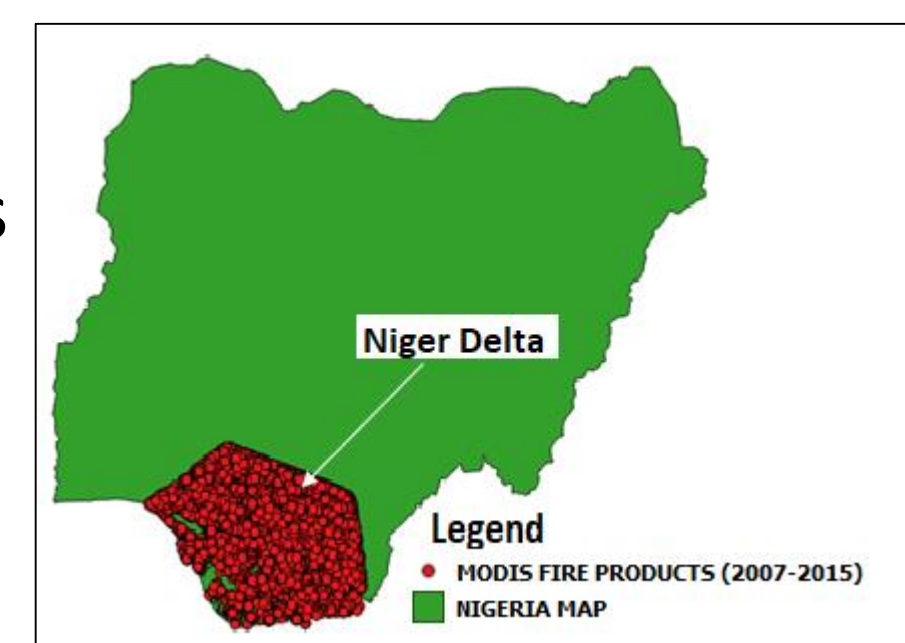 s
Niger Delta
Legend
MODIS FIRE PRODUCTS (2007-2015)
NIGERIA MAP